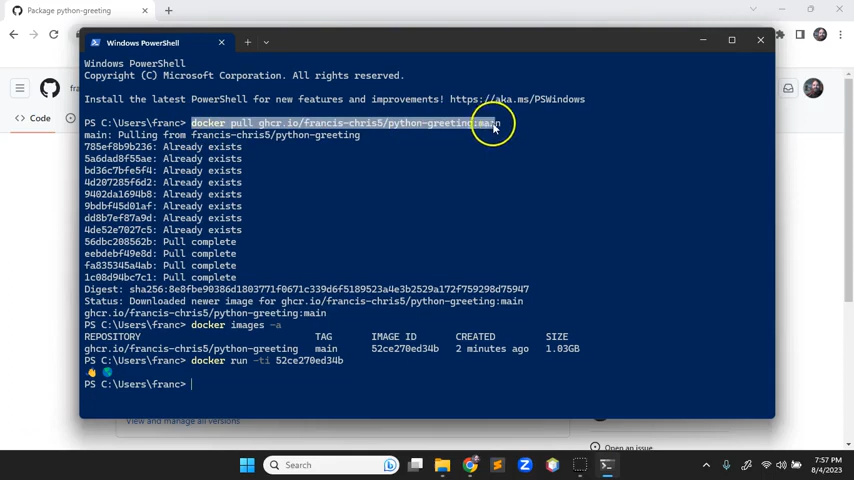 Package python-greeting
Windows PowerShell
Windows PowerShell
Copyright (C) Microsoft Corporation. All rights reserved.
Install the latest PowerShell for new features and improvements! https://aka.ms/PSWindows
<> Code
PS C:\Users\franc> docker pull ghcr.io/francis-chris5/python-greeting:main
main: Pulling from francis-chris5/python-greeting
785ef8b9b236: Already exists
5a6dad8f55ae: Already exists
bd36c7bfe5f4: Already exists
4d207285f6d2: Already exists
9402da1694b8: Already exists
9bdbf45d01af: Already exists
dd8b7ef87a9d: Already exists
4de52e7027c5: Already exists
56dbc208562b: Pull complete
eebdebf49e8d: Pull complete
fa835345a4ab: Pull complete
1c08d94bc7c1: Pull complete
Digest: sha256:8e8fbe90386d1803771f0671c339d6f5189523a4e3b2529a172f759298d75947
Status: Downloaded newer image for ghcr.io/francis-chris5/python-greeting:main
ghcr.io/francis-chris5/python-greeting:main
PS C:\Users\franc> docker images -a
REPOSITORY TAG IMAGE ID CREATED SIZE
ghcr.io/francis-chris5/python-greeting main 52ce270ed34b 2 minutes ago 1.03GB
PS C:\Users\franc> docker run -ti 52ce270ed34b
👋 🌎
PS C:\Users\franc>
View and manage all versions
Open an issue
Search
7:57 PM
8/4/2023